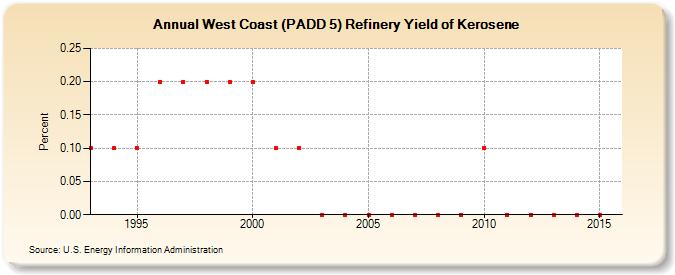 Annual West Coast (PADD 5) Refinery Yield of Kerosene
Percent
0.25
0.20
0.15
0.10
0.05
0.00
1995 2000 2005 2010 2015
Source: U.S. Energy Information Administration